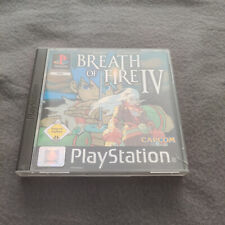 BREATH
OF FIRE IV
CAPCOM
PlayStation